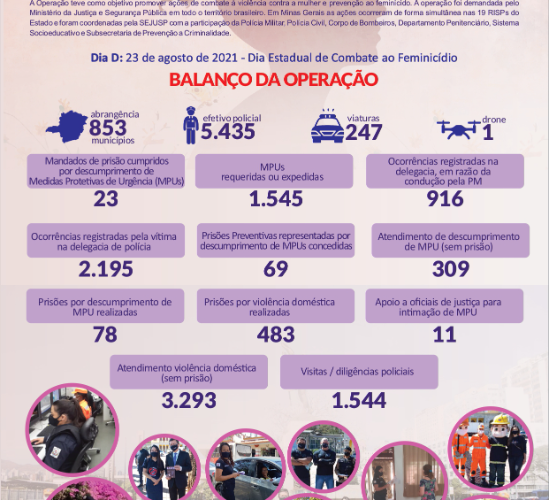 A Operação teve como objetivo promover ações de combate à violência contra a mulher e prevenção ao feminicídio. A operação foi demandada pelo
Ministério da Justiça e Segurança Pública em todo o território brasileiro. Em Minas Gerais as ações ocorreram de forma simultânea nas 19 RISPs do
Estado e foram coordenadas pela SEJUSP com a participação da Polícia Militar, Polícia Civil, Corpo de Bombeiros, Departamento Penitenciário, Sistema
Socioeducativo e Subsecretaria de Prevenção a Criminalidade.
Dia D: 23 de agosto de 2021 - Dia Estadual de Combate ao Feminicídio
BALANÇO DA OPERAÇÃO
abrangência
853
municípios
efetivo policial
5.435
viaturas
247
drone
1
Mandados de prisão cumpridos
por descumprimento de
Medidas Protetivas de Urgência (MPUs)
23
MPUs
requeridas ou expedidas
1.545
Ocorrências registradas na
delegacia, em razão da
condução pela PM
916
Ocorrências registradas pela vítima
na delegacia de polícia
2.195
Prisões Preventivas representadas por
descumprimento de MPUs concedidas
69
Atendimento de descumprimento
de MPU (sem prisão)
309
Prisões por descumprimento de
MPU realizadas
78
Prisões por violência doméstica
realizadas
483
Apoio a oficiais de justiça para
intimação de MPU
11
Atendimento violência doméstica
(sem prisão)
3.293
Visitas / diligências policiais
1.544